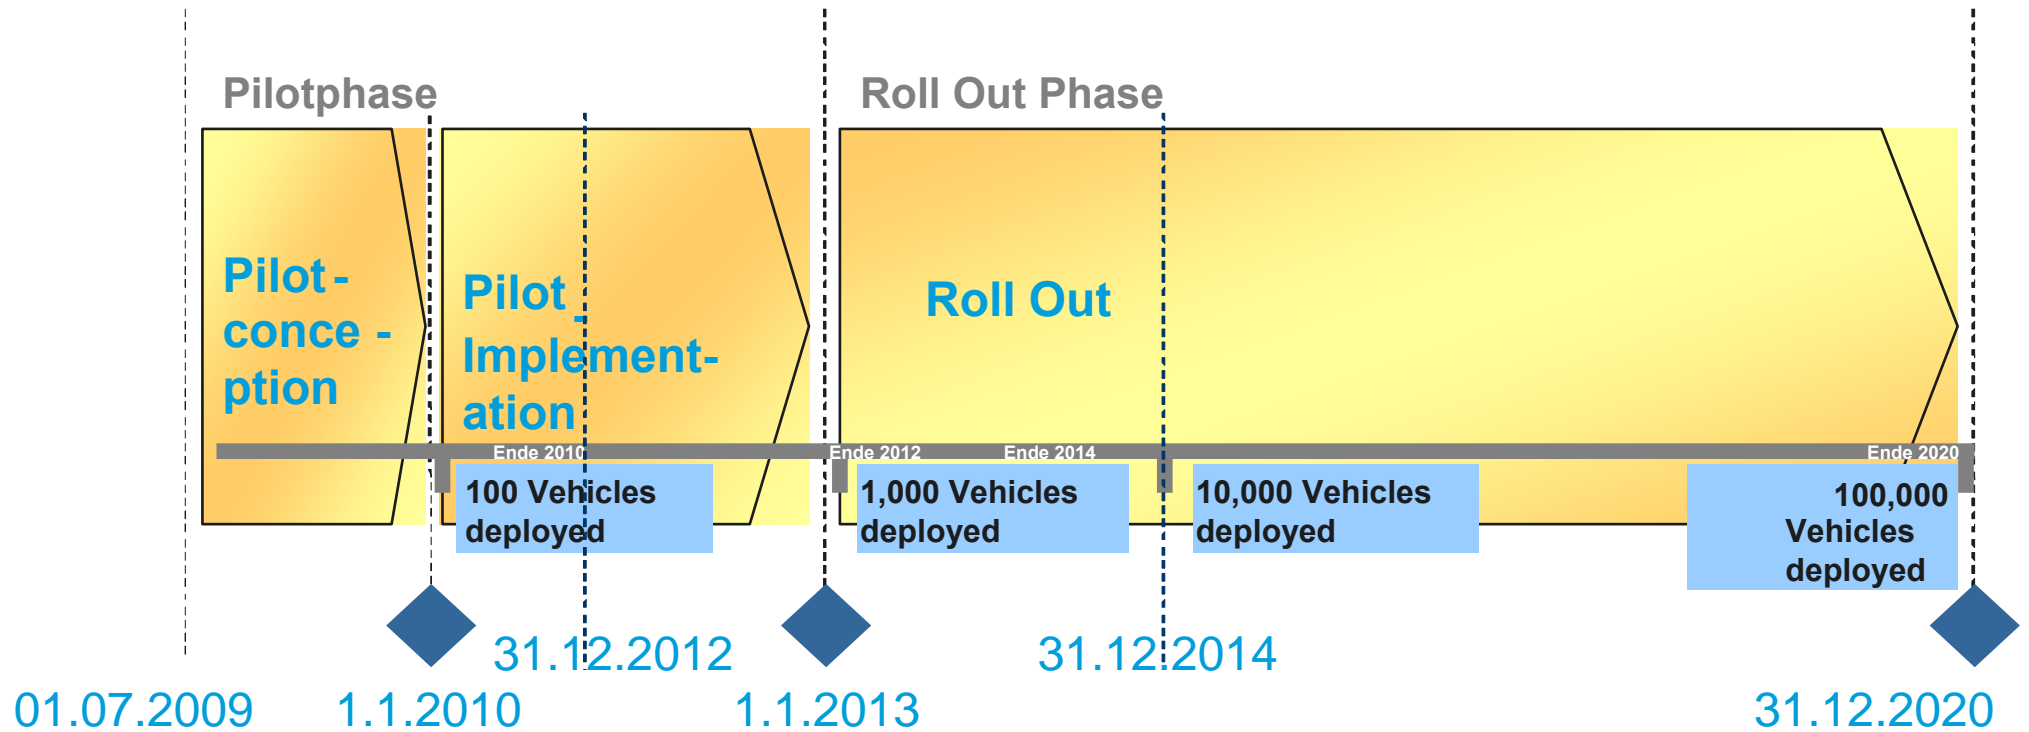 Pilotphase
Roll Out Phase
Pilot -
conce -
ption
Pilot
-
Implement-
ation
Roll Out
Ende 2010
Ende 2012
Ende 2014
Ende 2020
100 Vehicles
deployed
1,000 Vehicles
deployed
10,000 Vehicles
deployed
100,000
Vehicles
deployed
31.12.2012
31.12.2014
01.07.2009
1.1.2010
1.1.2013
31.12.2020